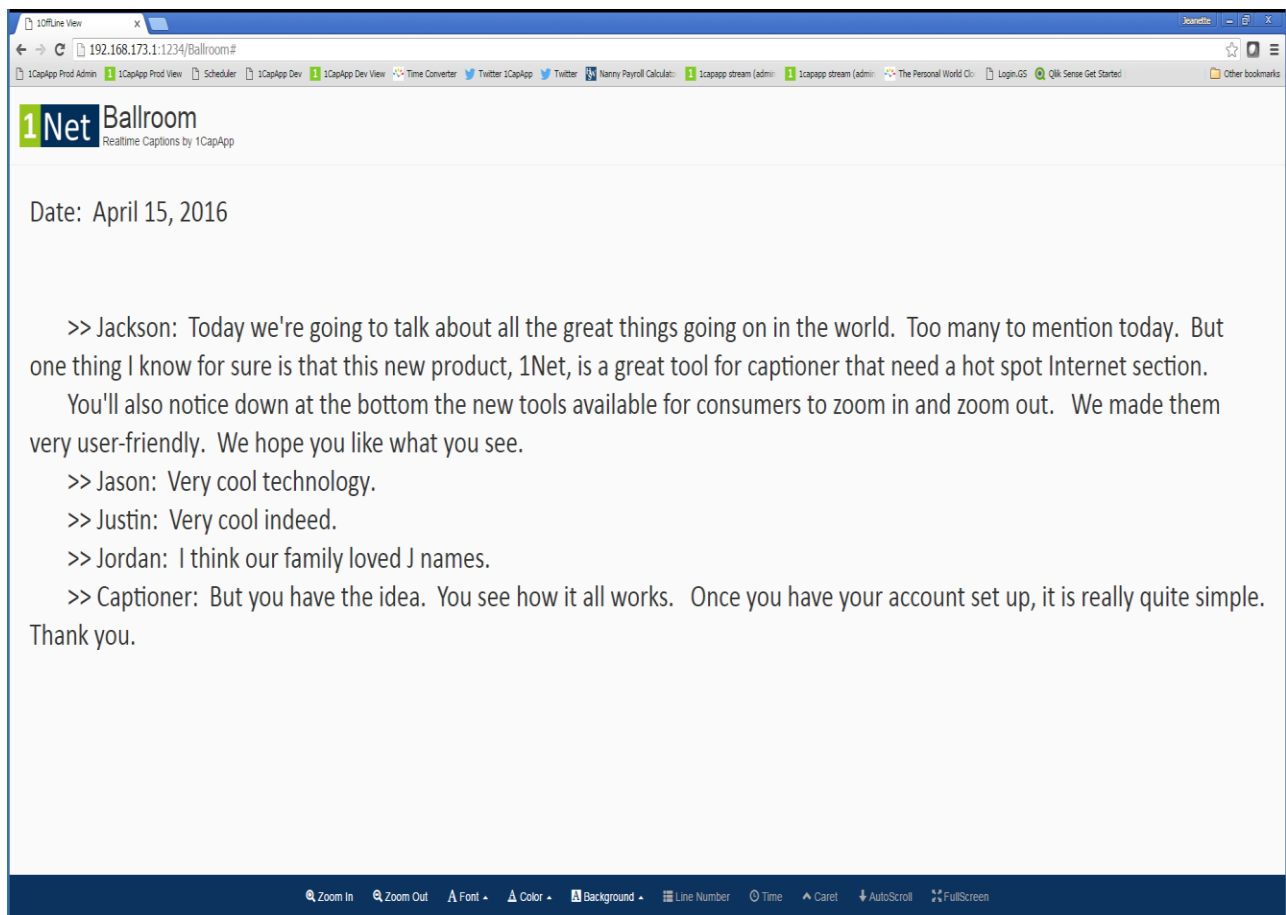 1OffLine View
Jeanette
192.168.173.1:1234/Ballroom#
1CapApp Prod Admin 1CapApp Prod View Scheduler 1CapApp Dev 1CapApp Dev View Time Converter Twitter 1CapApp Twitter Nanny Payroll Calculato 1capapp stream (admin 1capapp stream (admin The Personal World Clo Login.GS Qlik Sense Get Started Other bookmarks
1Net Ballroom
Realtime Captions by 1CapApp
Date:  April 15, 2016
>> Jackson:  Today we're going to talk about all the great things going on in the world.  Too many to mention today.  But
one thing I know for sure is that this new product, 1Net, is a great tool for captioner that need a hot spot Internet section.
You'll also notice down at the bottom the new tools available for consumers to zoom in and zoom out.   We made them
very user-friendly.  We hope you like what you see.
>> Jason:  Very cool technology.
>> Justin:  Very cool indeed.
>> Jordan:  I think our family loved J names.
>> Captioner:  But you have the idea.  You see how it all works.   Once you have your account set up, it is really quite simple.
Thank you.
Zoom In Zoom Out A Font A Color A Background Line Number Time Caret AutoScroll FullScreen